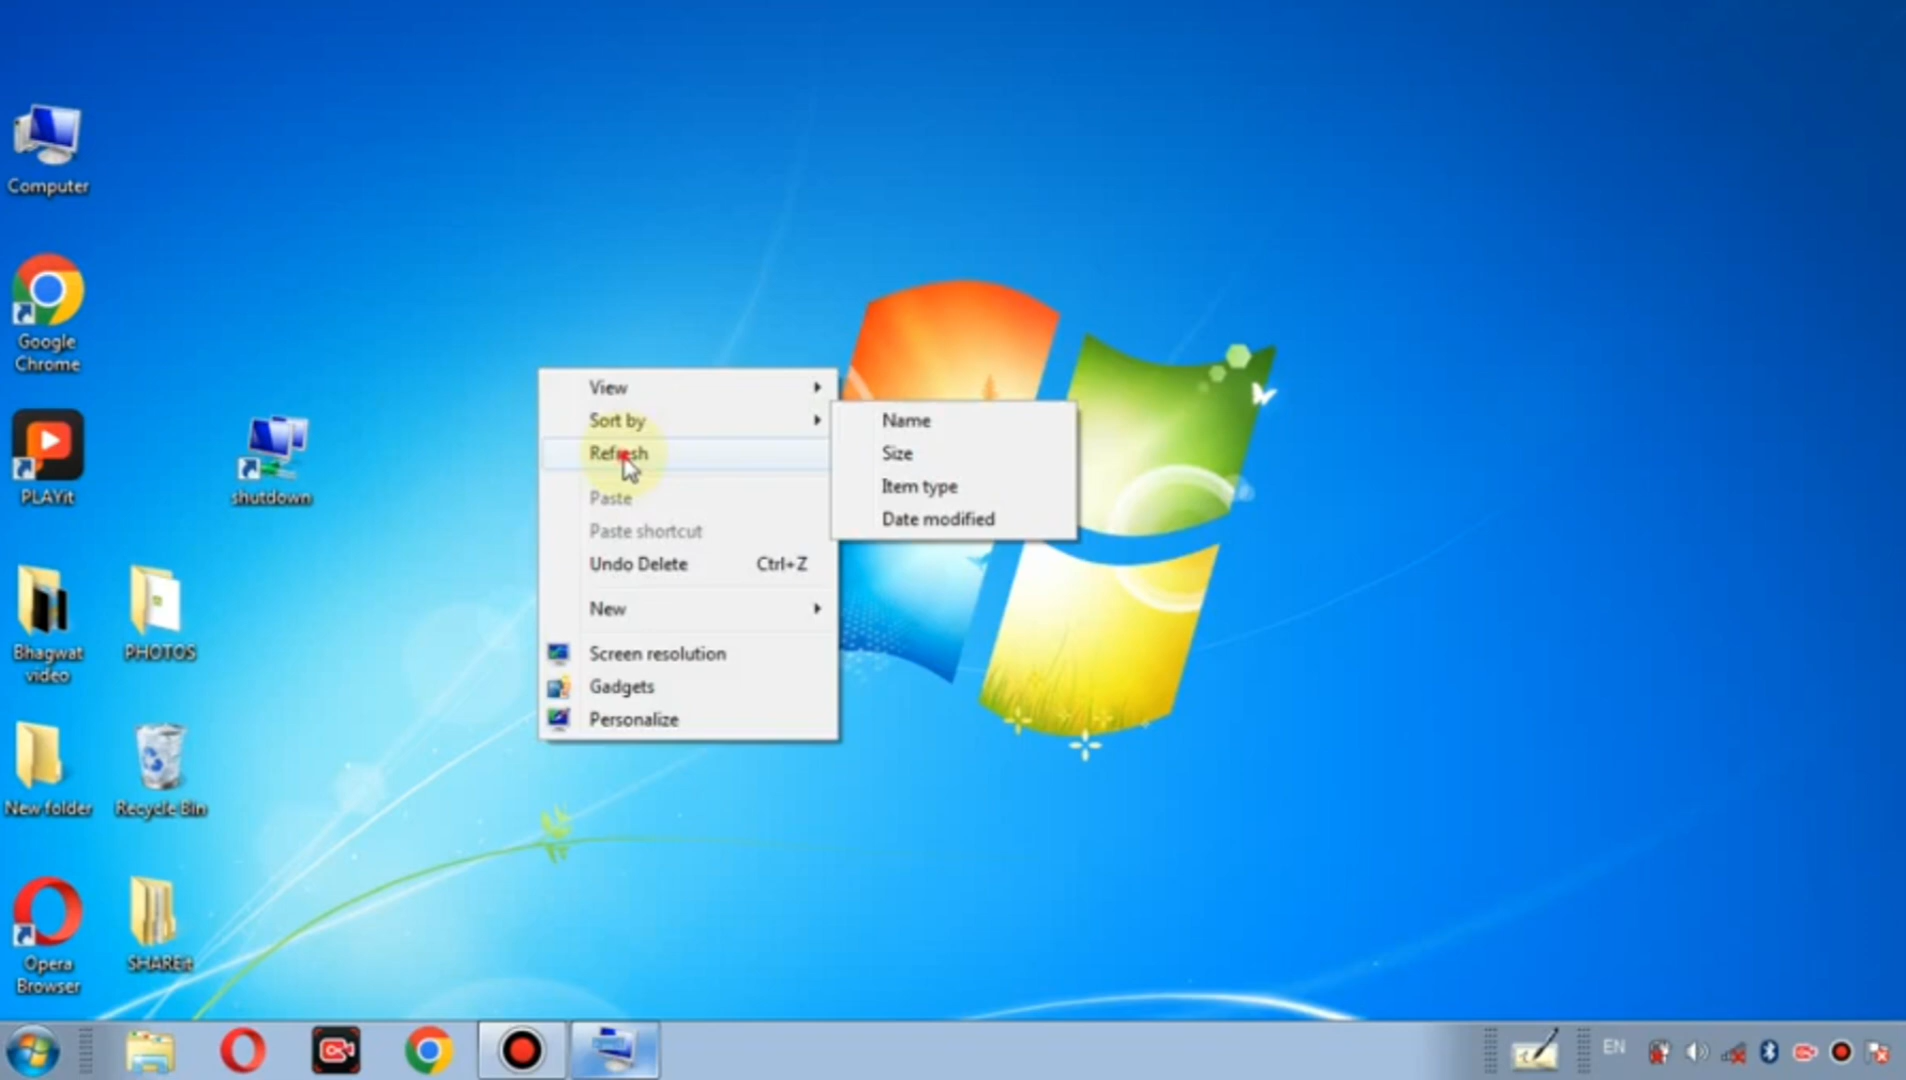 Computer
Google
Chrome
PLAYit
shutdown
Bhagwat
video
PHOTOS
New folder
Recycle Bin
Opera
Browser
SHAREit
View
Sort by
Refresh
Paste
Paste shortcut
Undo Delete Ctrl+Z
New
Screen resolution
Gadgets
Personalize
Name
Size
Item type
Date modified
EN